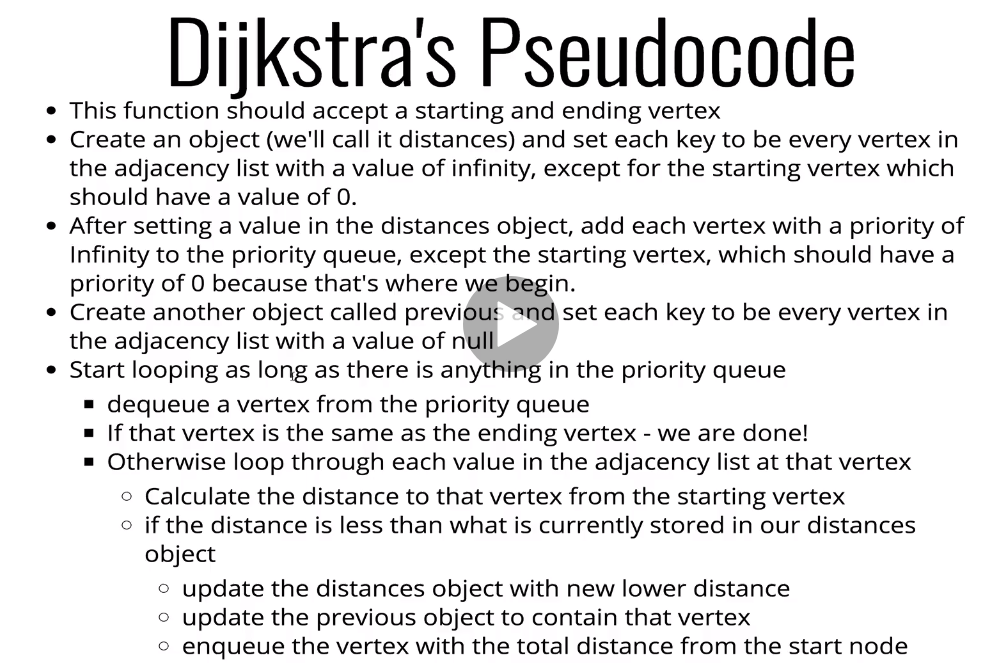 Dijkstra's Pseudocode
This function should accept a starting and ending vertex
Create an object (we'll call it distances) and set each key to be every vertex in
the adjacency list with a value of infinity, except for the starting vertex which
should have a value of 0.
After setting a value in the distances object, add each vertex with a priority of
Infinity to the priority queue, except the starting vertex, which should have a
priority of 0 because that's where we begin.
Create another object called previous and set each key to be every vertex in
the adjacency list with a value of null
Start looping as long as there is anything in the priority queue
dequeue a vertex from the priority queue
If that vertex is the same as the ending vertex - we are done!
Otherwise loop through each value in the adjacency list at that vertex
Calculate the distance to that vertex from the starting vertex
if the distance is less than what is currently stored in our distances
object
update the distances object with new lower distance
update the previous object to contain that vertex
enqueue the vertex with the total distance from the start node